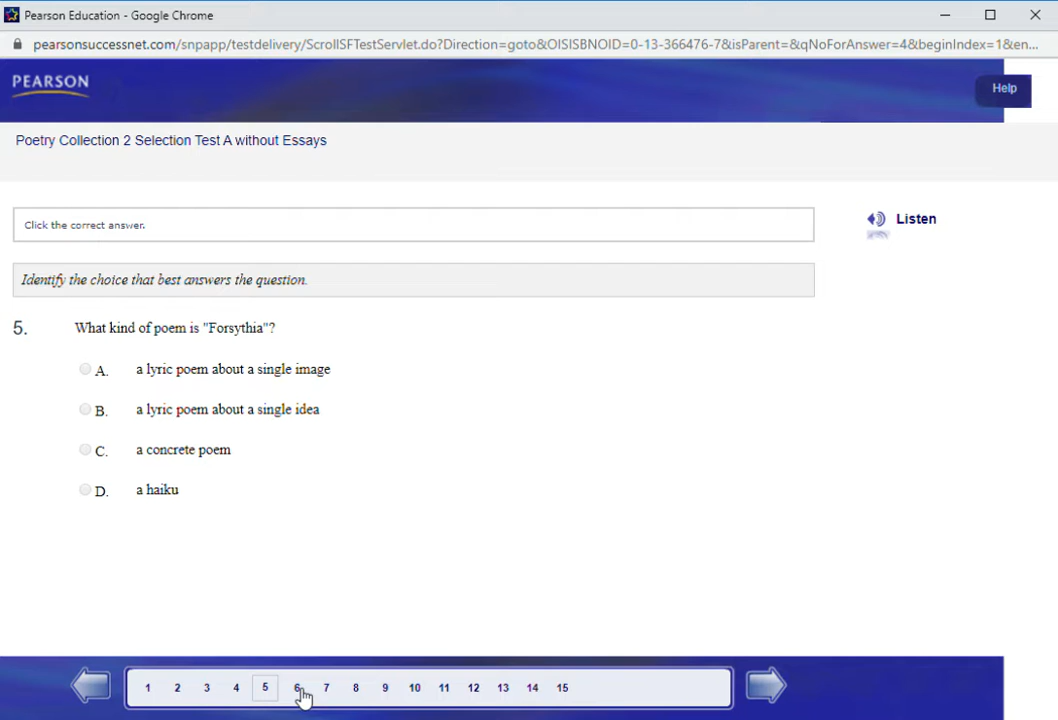 Pearson Education - Google Chrome
pearsonsuccessnet.com/snpapp/testdelivery/ScrollSFTestServlet.do?Direction=goto&OISISBNOID=0-13-366476-7&isParent=&qNoForAnswer=4&beginIndex=1&en...
PEARSON
Help
Poetry Collection 2 Selection Test A without Essays
Click the correct answer.
Listen
Identify the choice that best answers the question.
5. What kind of poem is "Forsythia"?
A. a lyric poem about a single image
B. a lyric poem about a single idea
C. a concrete poem
D. a haiku
1 2 3 4 5 6 7 8 9 10 11 12 13 14 15